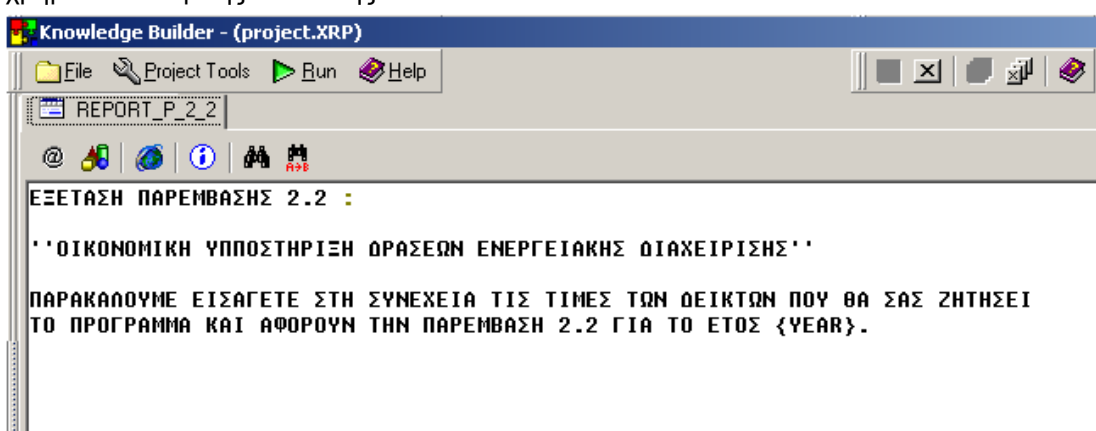 Knowledge Builder - (project.XRP)
File Project Tools Run Help
REPORT_P_2_2
ΕΞΕΤΑΣΗ ΠΑΡΕΜΒΑΣΗΣ 2.2 :
''ΟΙΚΟΝΟΜΙΚΗ ΥΠΠΟΣΤΗΡΙΞΗ ΔΡΑΣΕΩΝ ΕΝΕΡΓΕΙΑΚΗΣ ΔΙΑΧΕΙΡΙΣΗΣ''
ΠΑΡΑΚΑΛΟΥΜΕ ΕΙΣΑΓΕΤΕ ΣΤΗ ΣΥΝΕΧΕΙΑ ΤΙΣ ΤΙΜΕΣ ΤΩΝ ΔΕΙΚΤΩΝ ΠΟΥ ΘΑ ΣΑΣ ΖΗΤΗΣΕΙ
ΤΟ ΠΡΟΓΡΑΜΜΑ ΚΑΙ ΑΦΟΡΟΥΝ ΤΗΝ ΠΑΡΕΜΒΑΣΗ 2.2 ΓΙΑ ΤΟ ΕΤΟΣ {YEAR}.